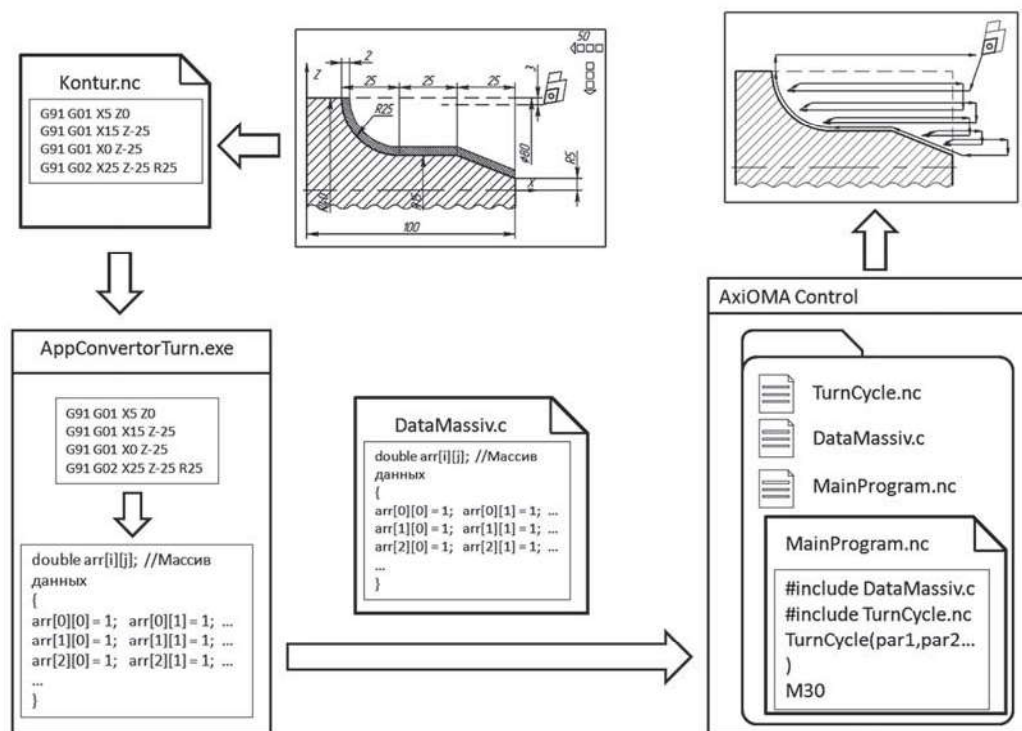 Kontur.nc
G91 G01 X5 Z0
G91 G01 X15 Z-25
G91 G01 X0 Z-25
G91 G02 X25 Z-25 R25
50
2
3
Z
25
25
25
R25
⌀80
R5
R40
R15
X
100
AppConvertorTurn.exe
G91 G01 X5 Z0
G91 G01 X15 Z-25
G91 G01 X0 Z-25
G91 G02 X25 Z-25 R25
double arr[i][j]; //Массив
данных
{
arr[0][0] = 1; arr[0][1] = 1; ...
arr[1][0] = 1; arr[1][1] = 1; ...
arr[2][0] = 1; arr[2][1] = 1; ...
...
}
DataMassiv.c
double arr[i][j]; //Массив
данных
{
arr[0][0] = 1; arr[0][1] = 1; ...
arr[1][0] = 1; arr[1][1] = 1; ...
arr[2][0] = 1; arr[2][1] = 1; ...
...
}
AxiOMA Control
TurnCycle.nc
DataMassiv.c
MainProgram.nc
MainProgram.nc
#include DataMassiv.c
#include TurnCycle.nc
TurnCycle(par1,par2...
)
M30